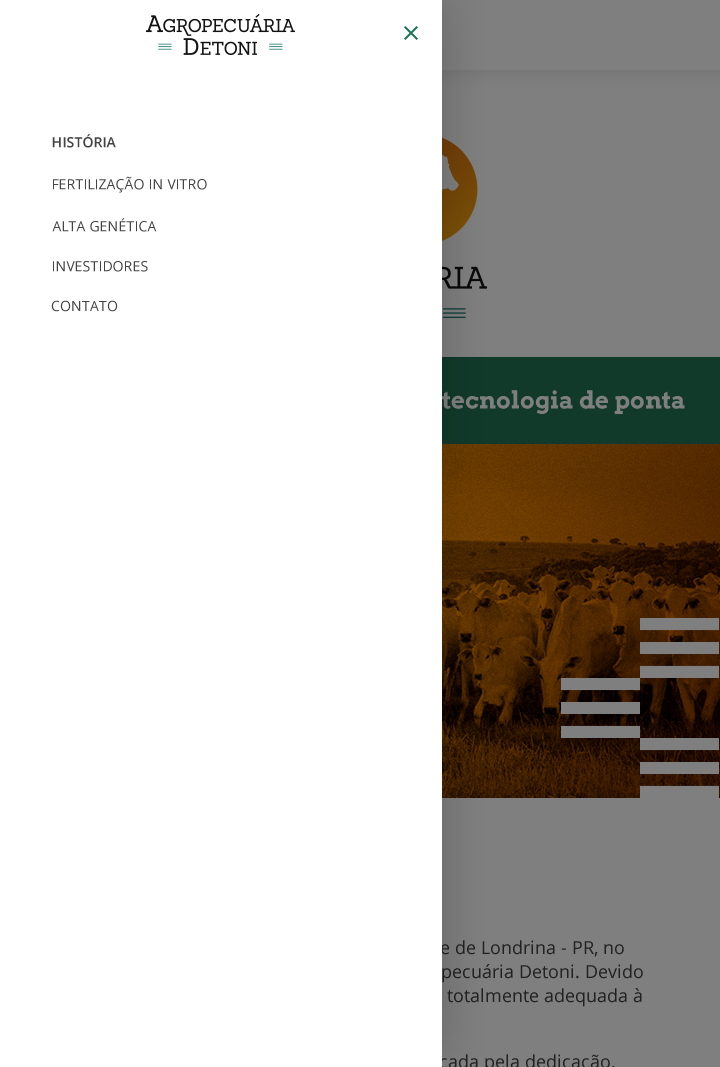 AGROPECUÁRIA
DETONI
HISTÓRIA
FERTILIZAÇÃO IN VITRO
ALTA GENÉTICA
INVESTIDORES
CONTATO
RIA
tecnologia de ponta
e de Londrina - PR, no
pecuária Detoni. Devido
totalmente adequada à
cada pela dedicação,